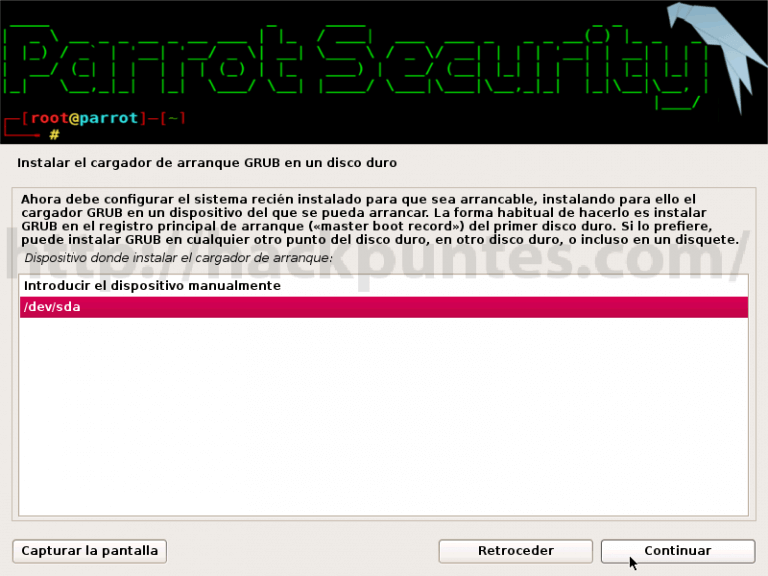 Parrot Security
[root@parrot]-[~]
#
Instalar el cargador de arranque GRUB en un disco duro
Ahora debe configurar el sistema recién instalado para que sea arrancable, instalando para ello el
cargador GRUB en un dispositivo del que se pueda arrancar. La forma habitual de hacerlo es instalar
GRUB en el registro principal de arranque («master boot record») del primer disco duro. Si lo prefiere,
puede instalar GRUB en cualquier otro punto del disco duro, en otro disco duro, o incluso en un disquete.
http://hackpuntes.com/
Dispositivo donde instalar el cargador de arranque:
Introducir el dispositivo manualmente
/dev/sda
Capturar la pantalla
Retroceder
Continuar